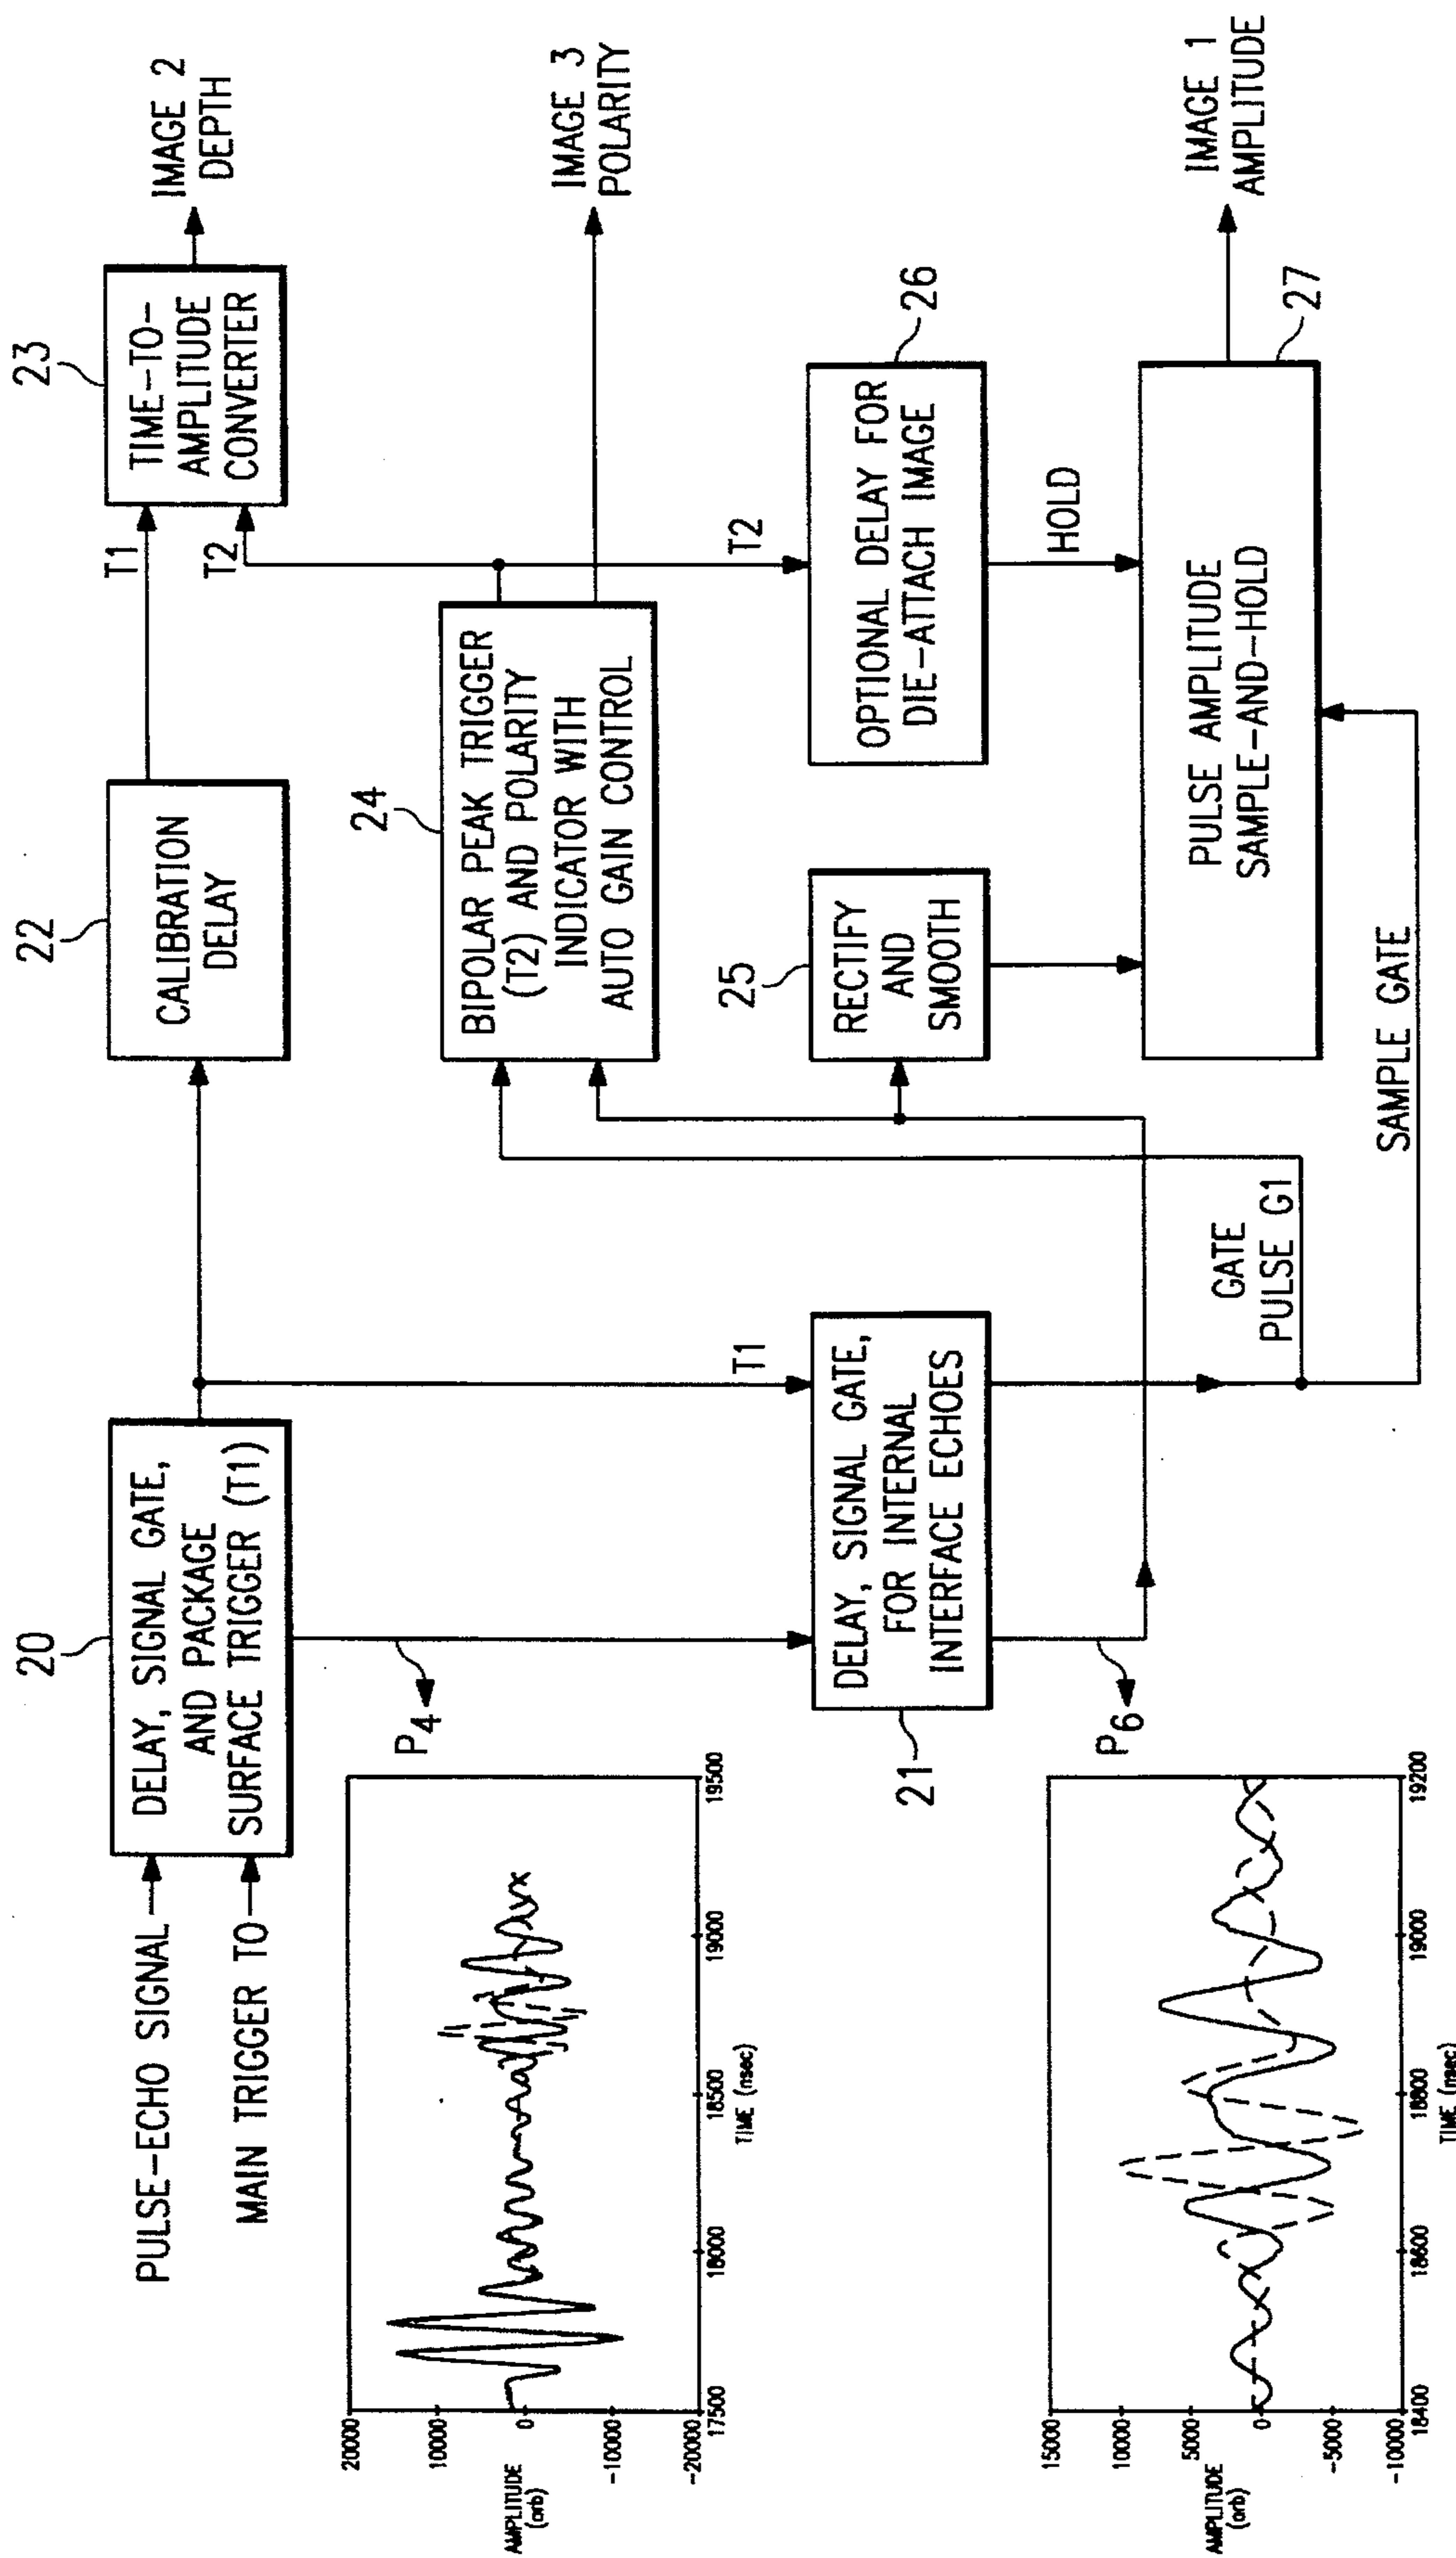 PULSE-ECHO SIGNAL
MAIN TRIGGER TO
20
DELAY, SIGNAL GATE,
AND PACKAGE
SURFACE TRIGGER (T1)
22
CALIBRATION
DELAY
T1
T2
23
TIME-TO-
AMPLITUDE
CONVERTER
IMAGE 2
DEPTH
P4
20000
10000
0
-10000
-20000
AMPLITUDE
(arb)
17500
18000
18500
19000
19500
TIME (nsec)
24
BIPOLAR PEAK TRIGGER
(T2) AND POLARITY
INDICATOR WITH
AUTO GAIN CONTROL
IMAGE 3
POLARITY
T1
T2
21
DELAY, SIGNAL GATE,
FOR INTERNAL
INTERFACE ECHOES
25
RECTIFY
AND
SMOOTH
26
OPTIONAL DELAY FOR
DIE-ATTACH IMAGE
HOLD
P6
15000
10000
5000
0
-5000
-10000
AMPLITUDE
(arb)
18400
18600
18800
19000
19200
TIME (nsec)
GATE
PULSE G1
SAMPLE GATE
PULSE AMPLITUDE
SAMPLE-AND-HOLD
27
IMAGE 1
AMPLITUDE